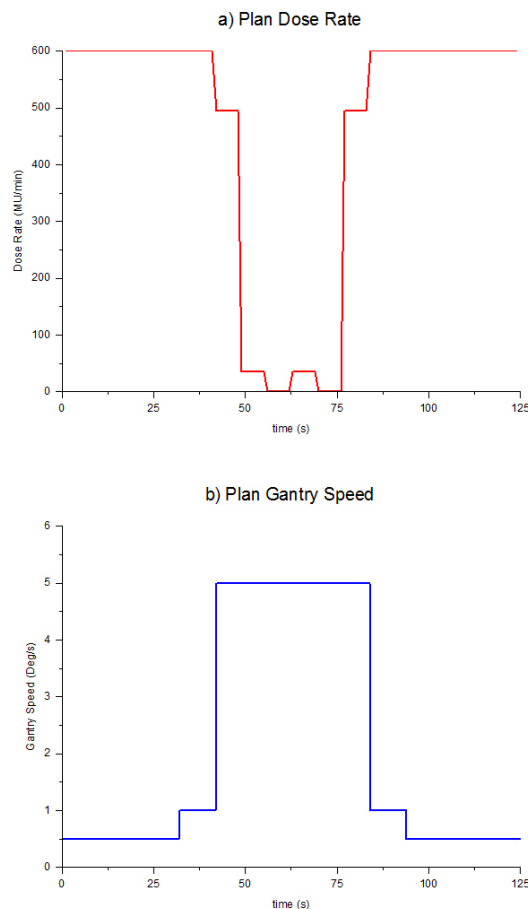 a) Plan Dose Rate
600
500
400
300
200
100
0
Dose Rate (MU/min)
0 25 50 75 100 125
time (s)
b) Plan Gantry Speed
6
5
4
3
2
1
0
Gantry Speed (Deg/s)
0 25 50 75 100 125
time (s)